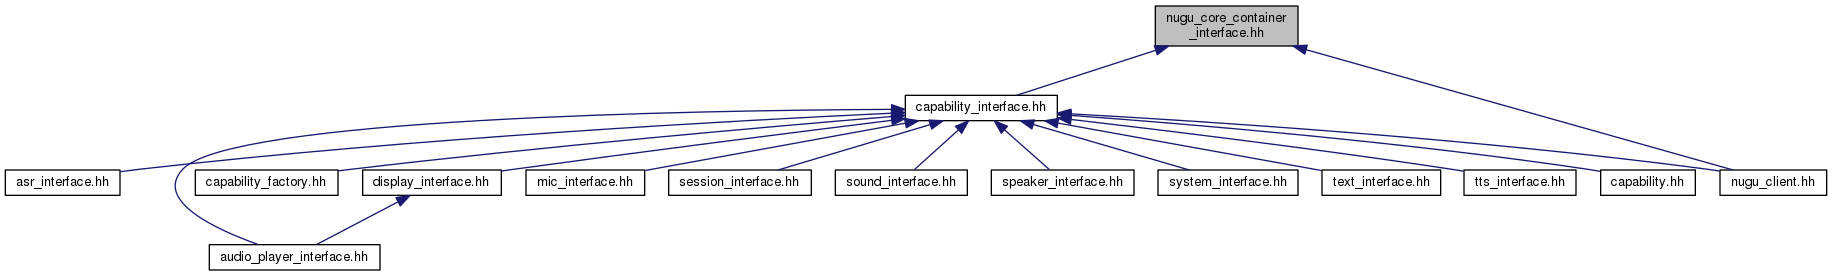 nugu_core_container
_interface.hh
capability_interface.hh
asr_interface.hh
capability_factory.hh
display_interface.hh
mic_interface.hh
session_interface.hh
sound_interface.hh
speaker_interface.hh
system_interface.hh
text_interface.hh
tts_interface.hh
capability.hh
nugu_client.hh
audio_player_interface.hh